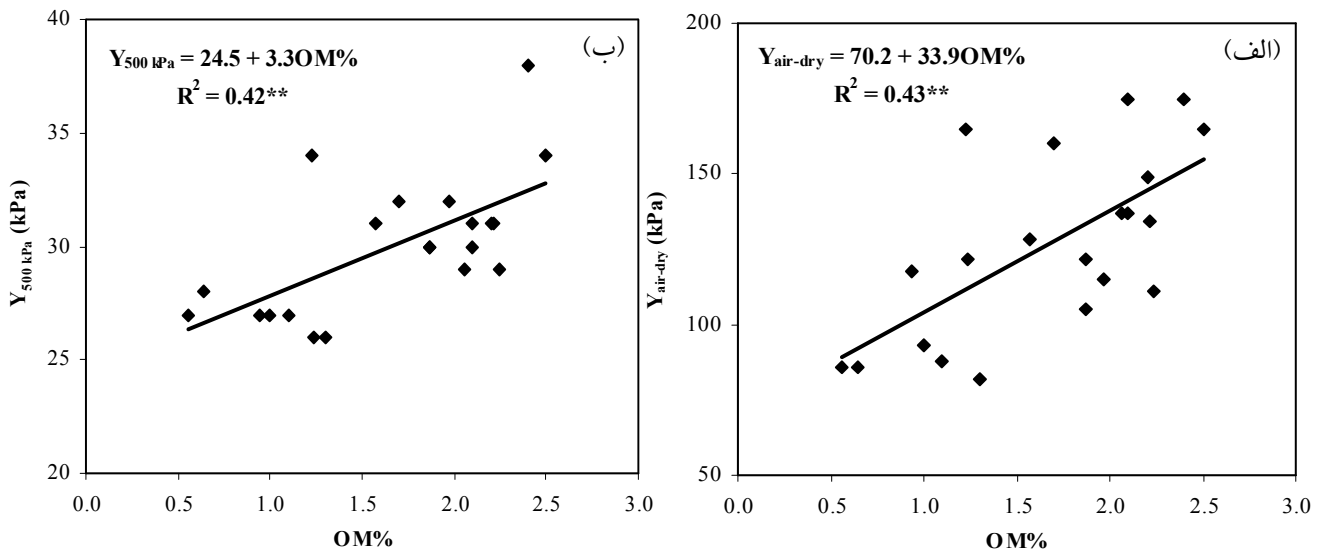 40
35
30
25
20
Y500 kPa (kPa)
Y500 kPa = 24.5 + 3.3OM%
R2 = 0.42**
(ب)
0.0 0.5 1.0 1.5 2.0 2.5 3.0
OM%
200
150
100
50
Yair-dry (kPa)
Yair-dry = 70.2 + 33.9OM%
R2 = 0.43**
(الف)
0.0 0.5 1.0 1.5 2.0 2.5 3.0
OM%